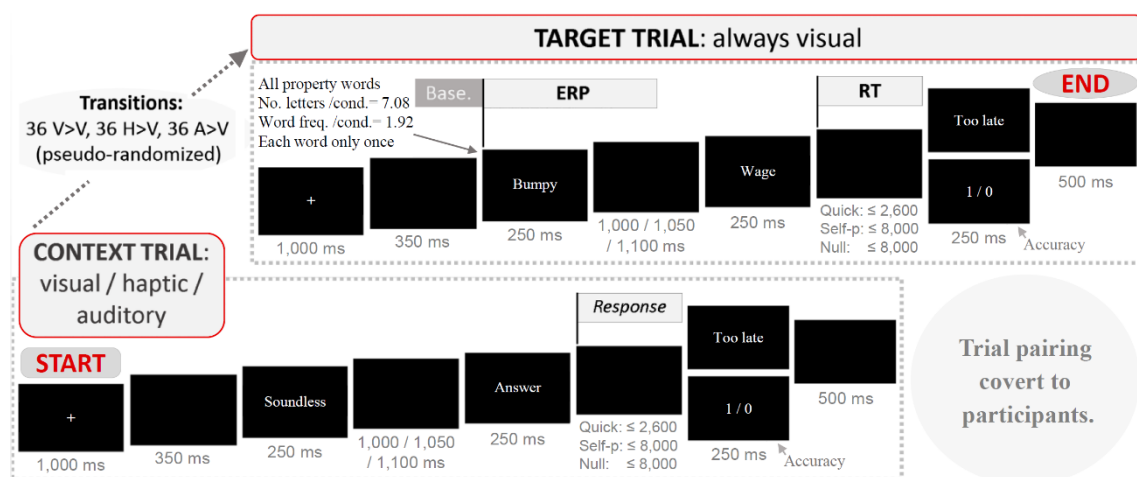 TARGET TRIAL: always visual
Transitions:
36 V>V, 36 H>V, 36 A>V
(pseudo-randomized)
All property words
No. letters /cond.= 7.08
Word freq. /cond.= 1.92
Each word only once
Base.
ERP
RT
END
+
1,000 ms
350 ms
Bumpy
250 ms
1,000 / 1,050
/ 1,100 ms
Wage
250 ms
Quick: ≤ 2,600
Self-p: ≤ 8,000
Null: ≤ 8,000
Too late
1 / 0
250 ms
Accuracy
500 ms
CONTEXT TRIAL:
visual / haptic /
auditory
START
+
1,000 ms
350 ms
Soundless
250 ms
1,000 / 1,050
/ 1,100 ms
Answer
250 ms
Response
Quick: ≤ 2,600
Self-p: ≤ 8,000
Null: ≤ 8,000
Too late
1 / 0
250 ms
Accuracy
500 ms
Trial pairing
covert to
participants.